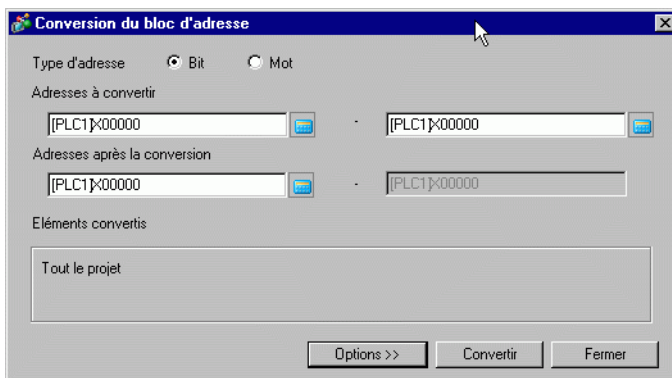 Conversion du bloc d'adresse
Type d'adresse Bit Mot
Adresses à convertir
[PLC1]X00000 - [PLC1]X00000
Adresses après la conversion
[PLC1]X00000 - [PLC1]X00000
Eléments convertis
Tout le projet
Options >> Convertir Fermer